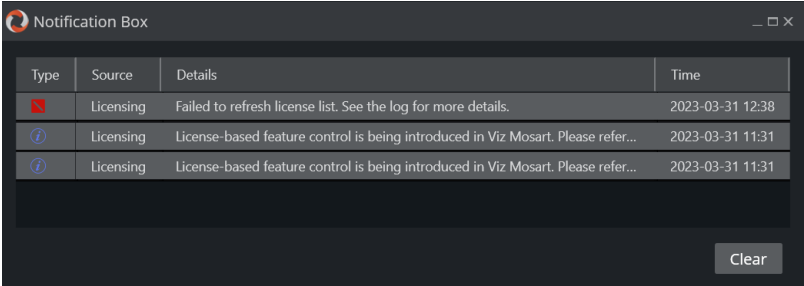 Notification Box
Type Source Details Time
Licensing Failed to refresh license list. See the log for more details. 2023-03-31 12:38
Licensing License-based feature control is being introduced in Viz Mosart. Please refer... 2023-03-31 11:31
Licensing License-based feature control is being introduced in Viz Mosart. Please refer... 2023-03-31 11:31
Clear